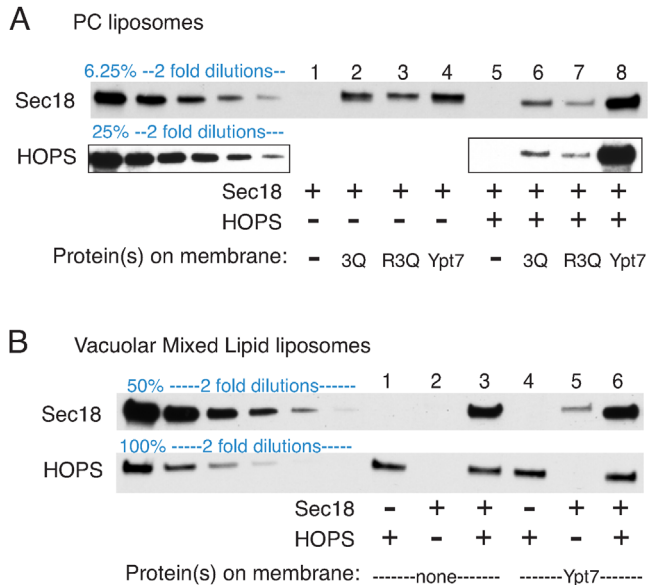 A PC liposomes
6.25% --2 fold dilutions-- 1 2 3 4 5 6 7 8
Sec18
25% --2 fold dilutions---
HOPS
Sec18 + + + + + + + +
HOPS - - - - + + + +
Protein(s) on membrane: - 3Q R3Q Ypt7 - 3Q R3Q Ypt7
B Vacuolar Mixed Lipid liposomes
50% -----2 fold dilutions------ 1 2 3 4 5 6
Sec18
100% -----2 fold dilutions-----
HOPS
Sec18 - + + - + +
HOPS + - + + - +
Protein(s) on membrane: -------none------- -------Ypt7-------